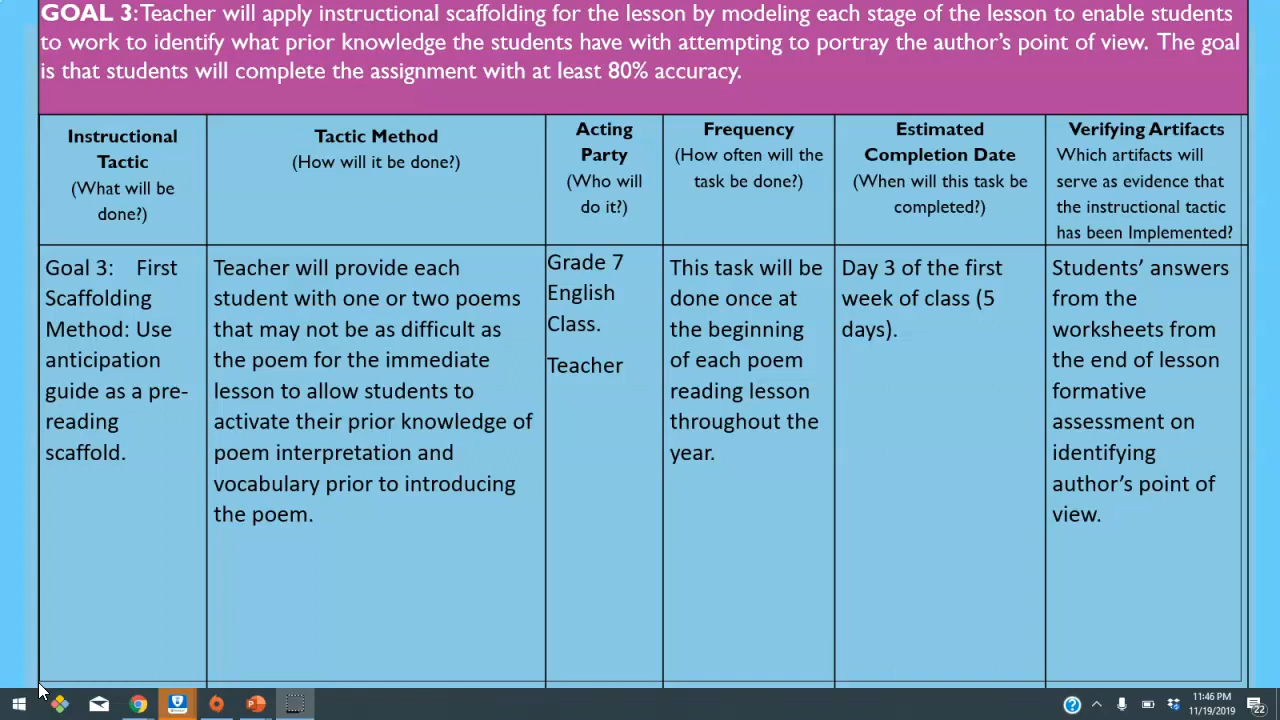 GOAL 3: Teacher will apply instructional scaffolding for the lesson by modeling each stage of the lesson to enable students
to work to identify what prior knowledge the students have with attempting to portray the author's point of view. The goal
is that students will complete the assignment with at least 80% accuracy.
Instructional
Tactic
(What will be
done?)
Tactic Method
(How will it be done?)
Acting
Party
(Who will
do it?)
Frequency
(How often will the
task be done?)
Estimated
Completion Date
(When will this task be
completed?)
Verifying Artifacts
Which artifacts will
serve as evidence that
the instructional tactic
has been Implemented?
Goal 3: First
Scaffolding
Method: Use
anticipation
guide as a pre-
reading
scaffold.
Teacher will provide each
student with one or two poems
that may not be as difficult as
the poem for the immediate
lesson to allow students to
activate their prior knowledge of
poem interpretation and
vocabulary prior to introducing
the poem.
Grade 7
English
Class.
Teacher
This task will be
done once at
the beginning
of each poem
reading lesson
throughout the
year.
Day 3 of the first
week of class (5
days).
Students' answers
from the
worksheets from
the end of lesson
formative
assessment on
identifying
author's point of
view.
11:46 PM
11/19/2019
22